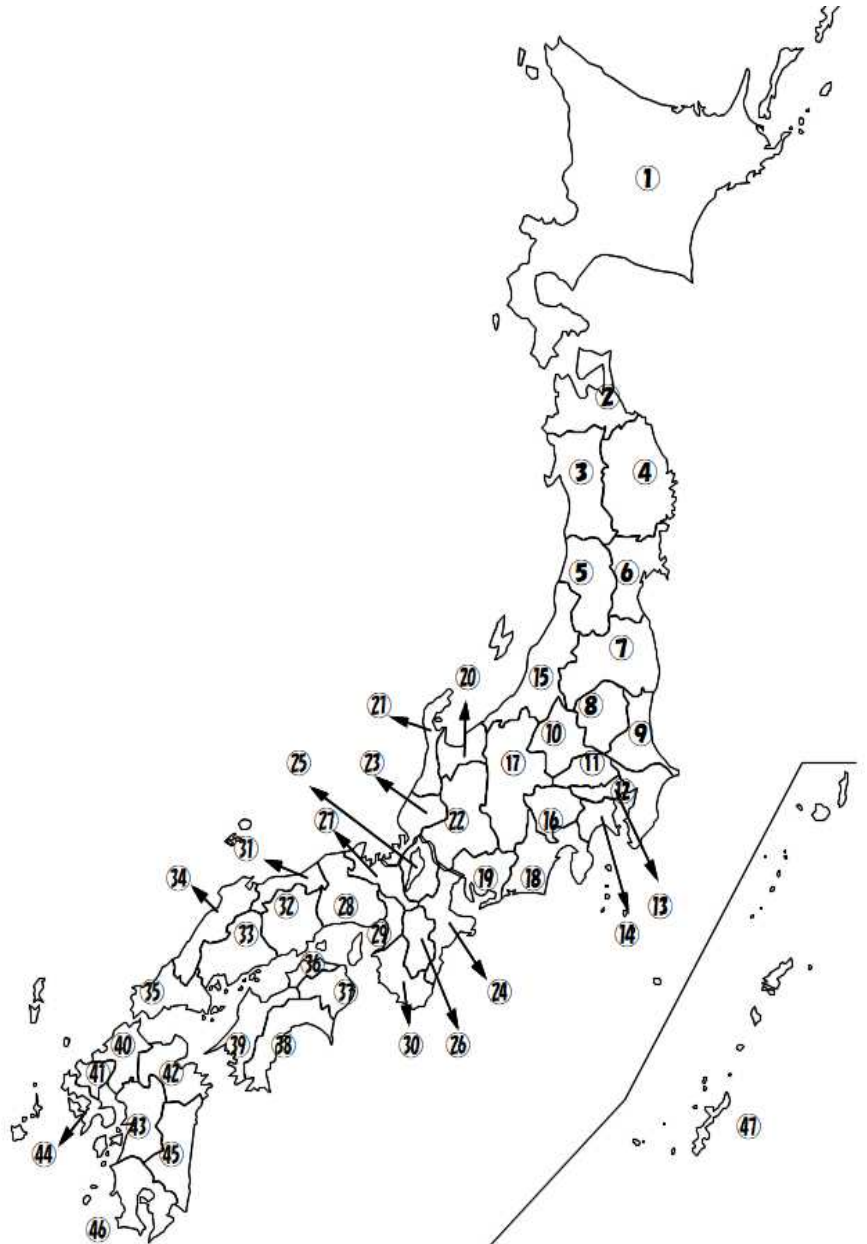 ①
②
③ ④
⑤ ⑥
⑦
⑳ ⑮
㉑ ⑧
⑩ ⑨
㉕ ㉓ ⑰ ⑪
⑫
㉗ ㉒ ⑯
㉛
㉞ ⑲ ⑱
㉜ ㉘ ⑬
㉝ ㉙ ⑭
㊱
㉟ ㊲ ㉔
㊵ ㊴ ㊳ ㉚ ㉖
㊶ ㊷
㊸ ㊼
㊹ ㊺
㊻